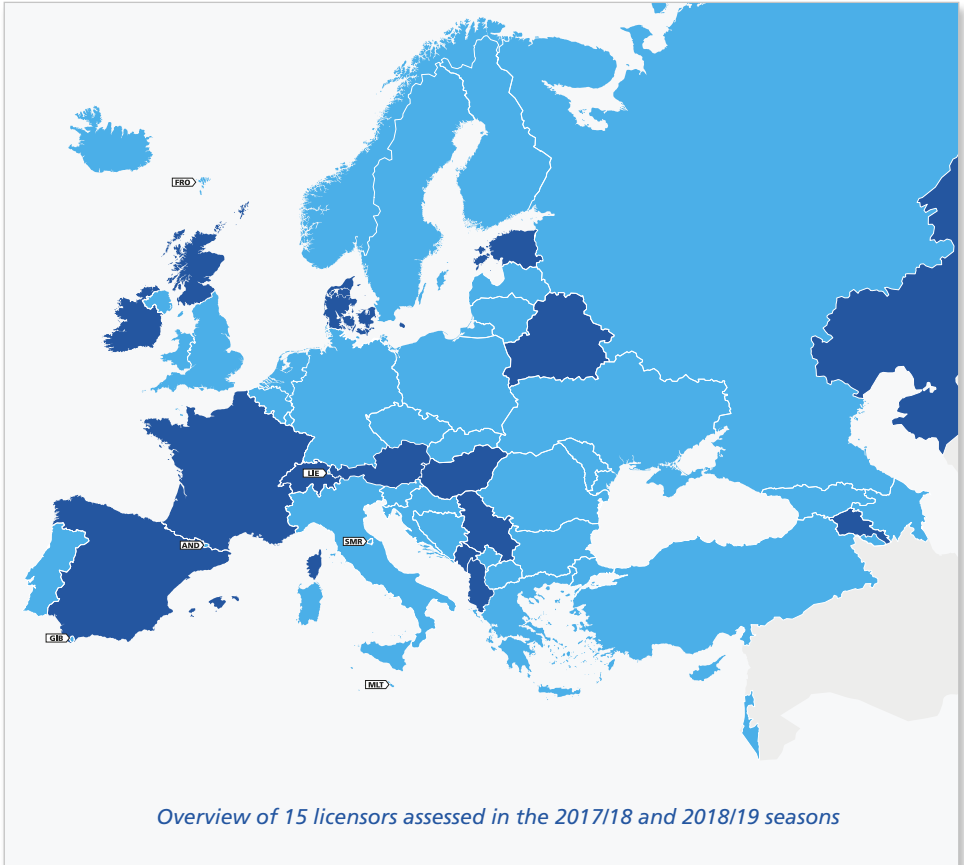 FRO
LIE
AND
SMR
GIB
MLT
Overview of 15 licensors assessed in the 2017/18 and 2018/19 seasons